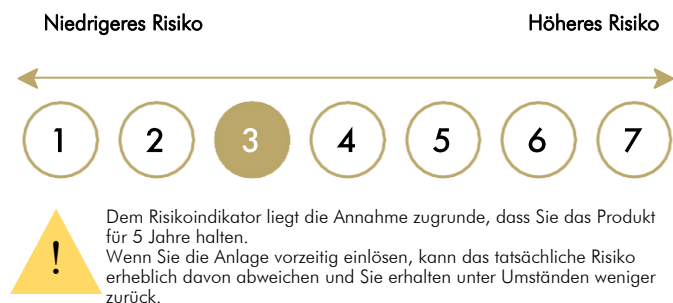 Niedrigeres Risiko Höheres Risiko
1 2 3 4 5 6 7
!
Dem Risikoindikator liegt die Annahme zugrunde, dass Sie das Produkt
für 5 Jahre halten.
Wenn Sie die Anlage vorzeitig einlösen, kann das tatsächliche Risiko
erheblich davon abweichen und Sie erhalten unter Umständen weniger
zurück.